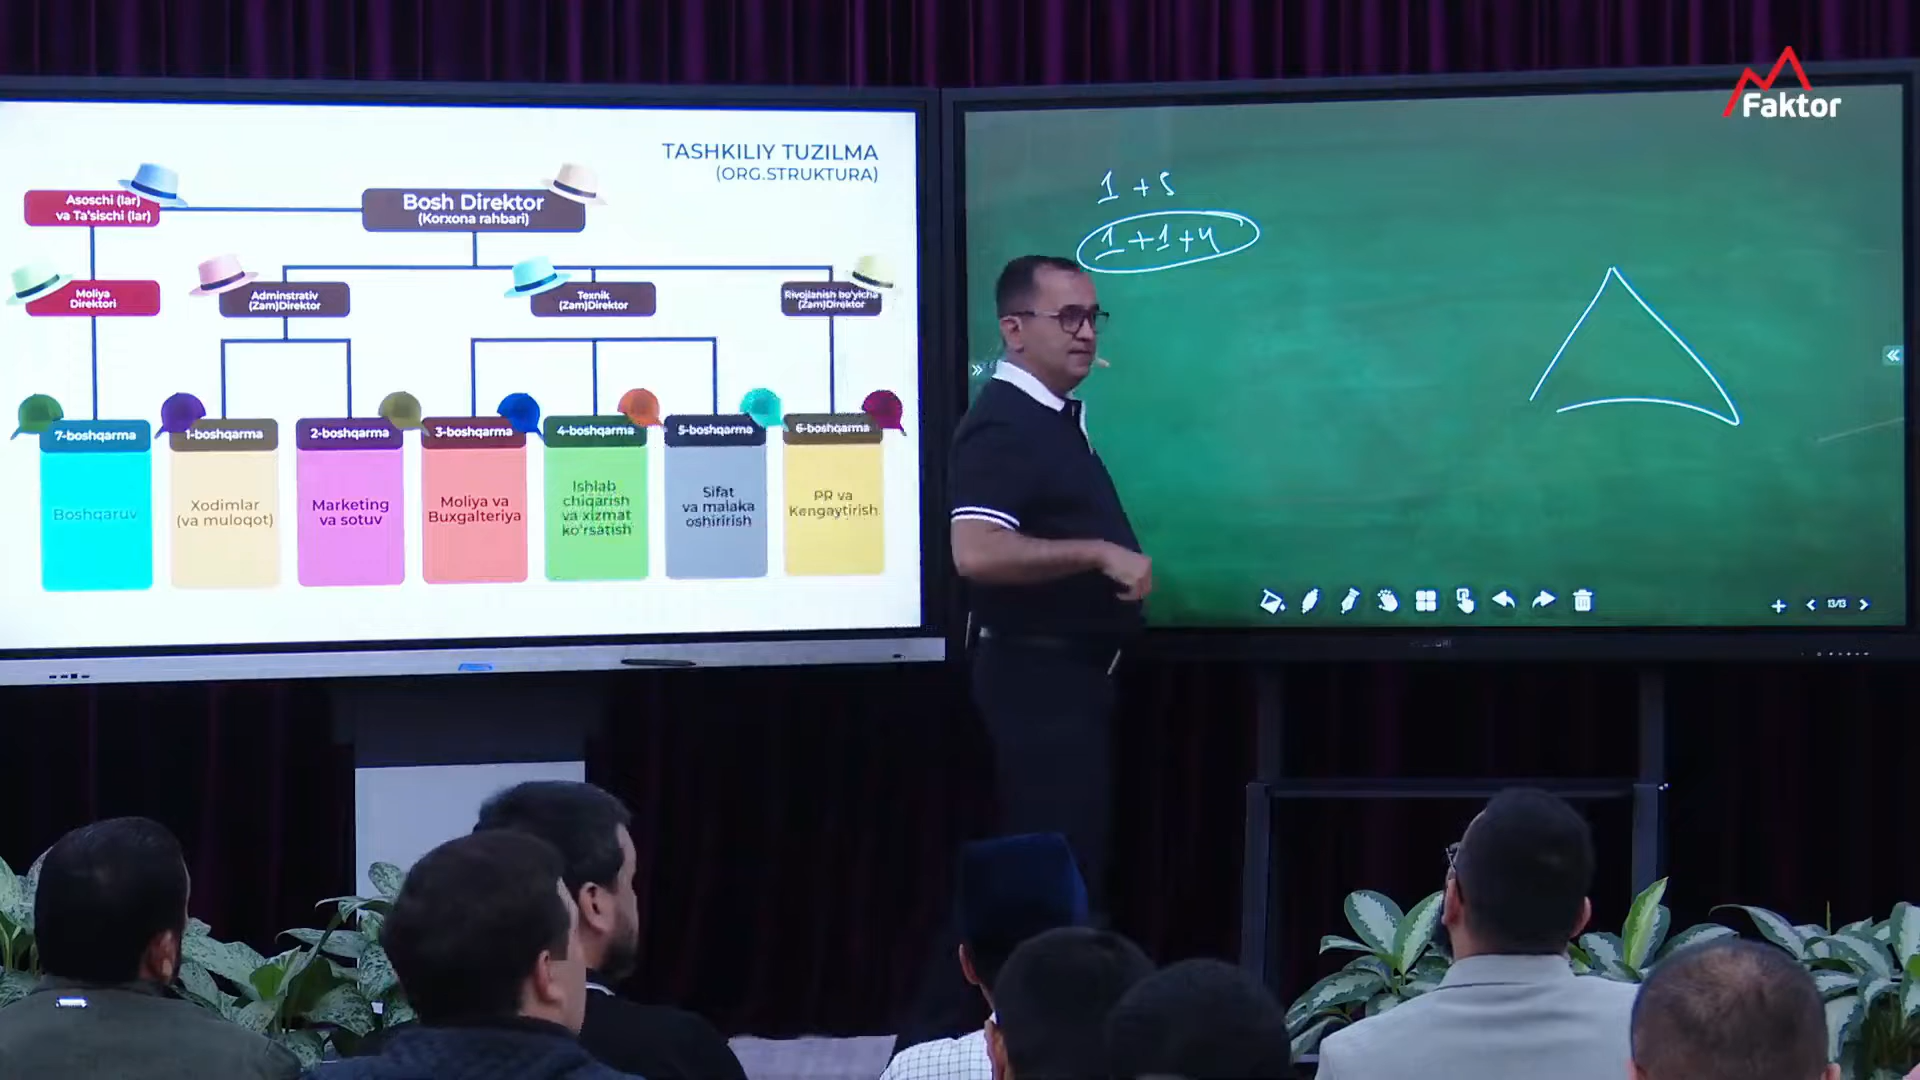 TASHKILIY TUZILMA
(ORG.STRUKTURA)
Asoschi (lar)
va Ta'sischi (lar)
Bosh Direktor
(Korxona rahbari)
Moliya
Direktori
Adminstrativ
(Zam)Direktor
Texnik
(Zam)Direktor
Rivojlanish bo'yicha
(Zam)Direktor
7-boshqarma
Boshqaruv
1-boshqarma
Xodimlar
(va muloqot)
2-boshqarma
Marketing
va sotuv
3-boshqarma
Moliya va
Buxgalteriya
4-boshqarma
Ishlab
chiqarish
va xizmat
ko'rsatish
5-boshqarma
Sifat
va malaka
oshirirish
6-boshqarma
PR va
Kengaytirish
1 + 5
1 + 1 + 4
Faktor
13/13